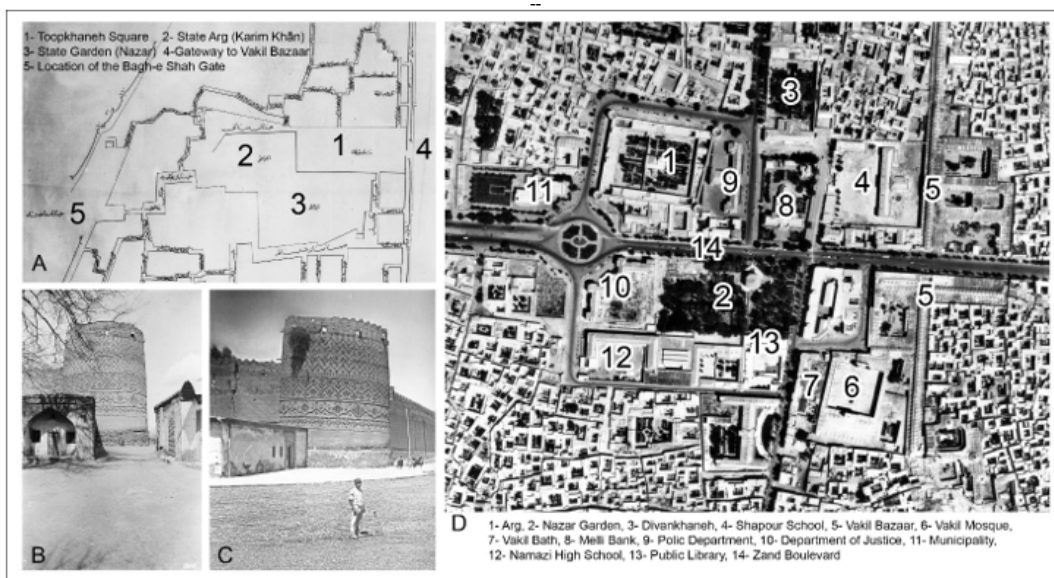 --
1- Toopkhaneh Square 2- State Arg (Karim Khān)
3- State Garden (Nazar) 4-Gateway to Vakil Bazaar
5- Location of the Bagh-e Shah Gate
2
1
4
3
5
A
B
C
3
1
9
4
5
11
8
14
10
2
5
12
13
7
6
D
1- Arg, 2- Nazar Garden, 3- Divankhaneh, 4- Shapour School, 5- Vakil Bazaar, 6- Vakil Mosque,
7- Vakil Bath, 8- Melli Bank, 9- Polic Department, 10- Department of Justice, 11- Municipality,
12- Namazi High School, 13- Public Library, 14- Zand Boulevard